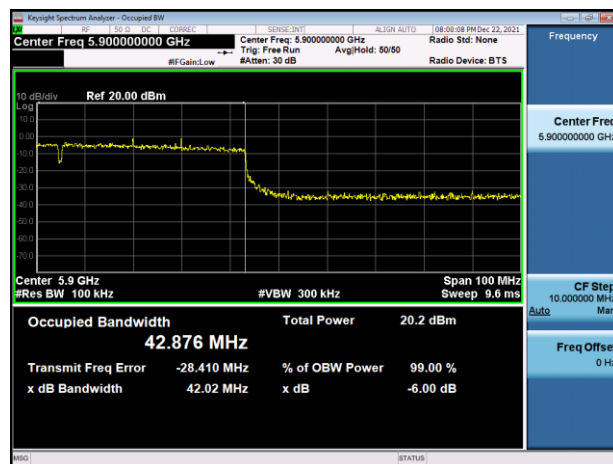 Keysight Spectrum Analyzer - Occupied BW
RF 50 Ω DC CORREC SENSE:INT ALIGN AUTO 08:00:08 PM Dec 22, 2021
Center Freq 5.900000000 GHz Center Freq: 5.900000000 GHz Radio Std: None Frequency
Trig: Free Run Avg|Hold: 50/50
#IFGain:Low #Atten: 30 dB Radio Device: BTS
10 dB/div Ref 20.00 dBm
Log
10.0
0.00
-10.0
-20.0
-30.0
-40.0
-50.0
-60.0
-70.0
Center Freq
5.900000000 GHz
Center 5.9 GHz Span 100 MHz
#Res BW 100 kHz #VBW 300 kHz Sweep 9.6 ms
CF Step
10.000000 MHz
Auto Man
Occupied Bandwidth Total Power 20.2 dBm
42.876 MHz
Transmit Freq Error -28.410 MHz % of OBW Power 99.00 %
x dB Bandwidth 42.02 MHz x dB -6.00 dB
Freq Offset
0 Hz
MSG STATUS